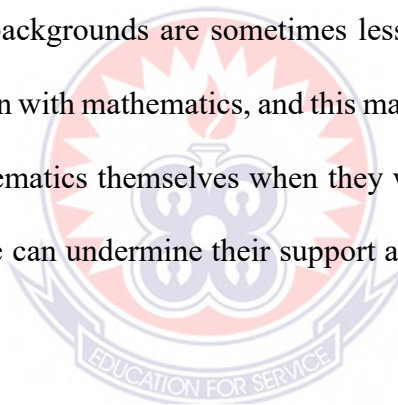 backgrounds are sometimes less
n with mathematics, and this ma
ematics themselves when they
e can undermine their support a
EDUCATION FOR SERVICE